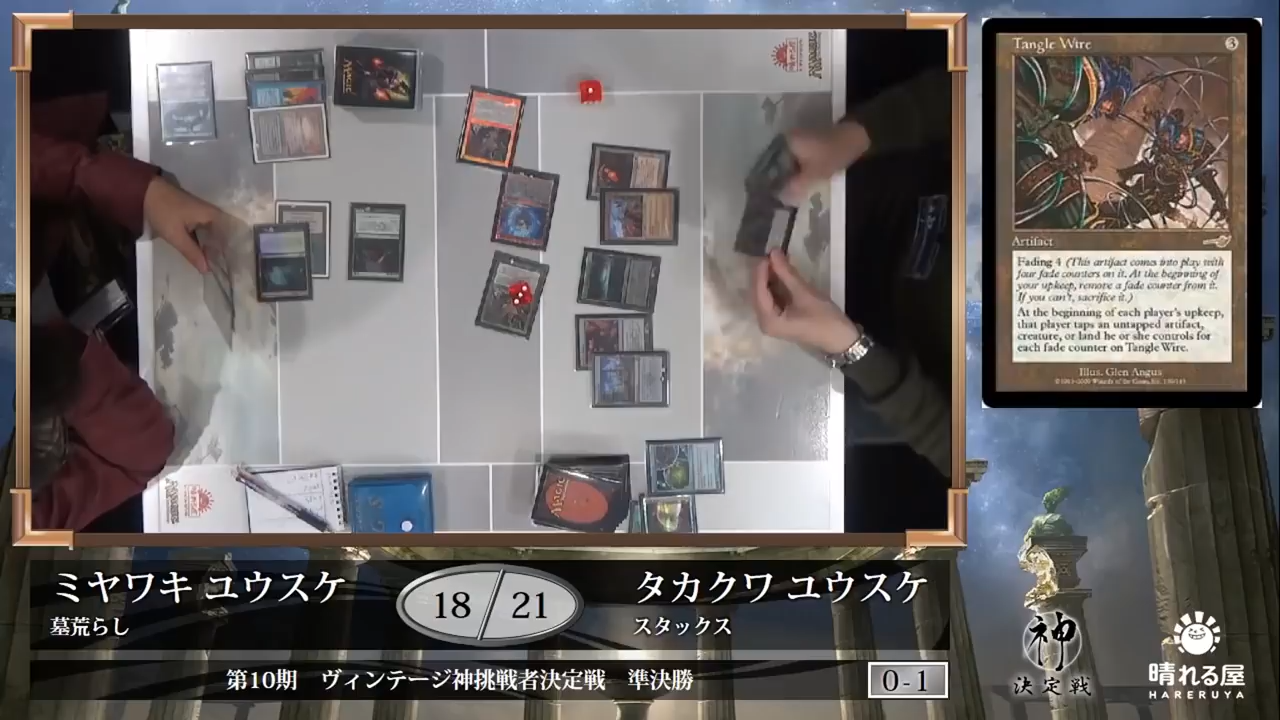 Tangle Wire 3
Artifact
Fading 4 (This artifact comes into play with
four fade counters on it. At the beginning of
your upkeep, remove a fade counter from it.
If you can't, sacrifice it.)
At the beginning of each player's upkeep,
that player taps an untapped artifact,
creature, or land he or she controls for
each fade counter on Tangle Wire.
Illus. Glen Angus
MAGIC
MAGIC
ミヤワキ ユウスケ
墓荒らし
18 / 21
タカクワ ユウスケ
スタックス
第10期 ヴィンテージ神挑戦者決定戦 準決勝
0-1
神
決定戦
晴れる屋
HARERUYA